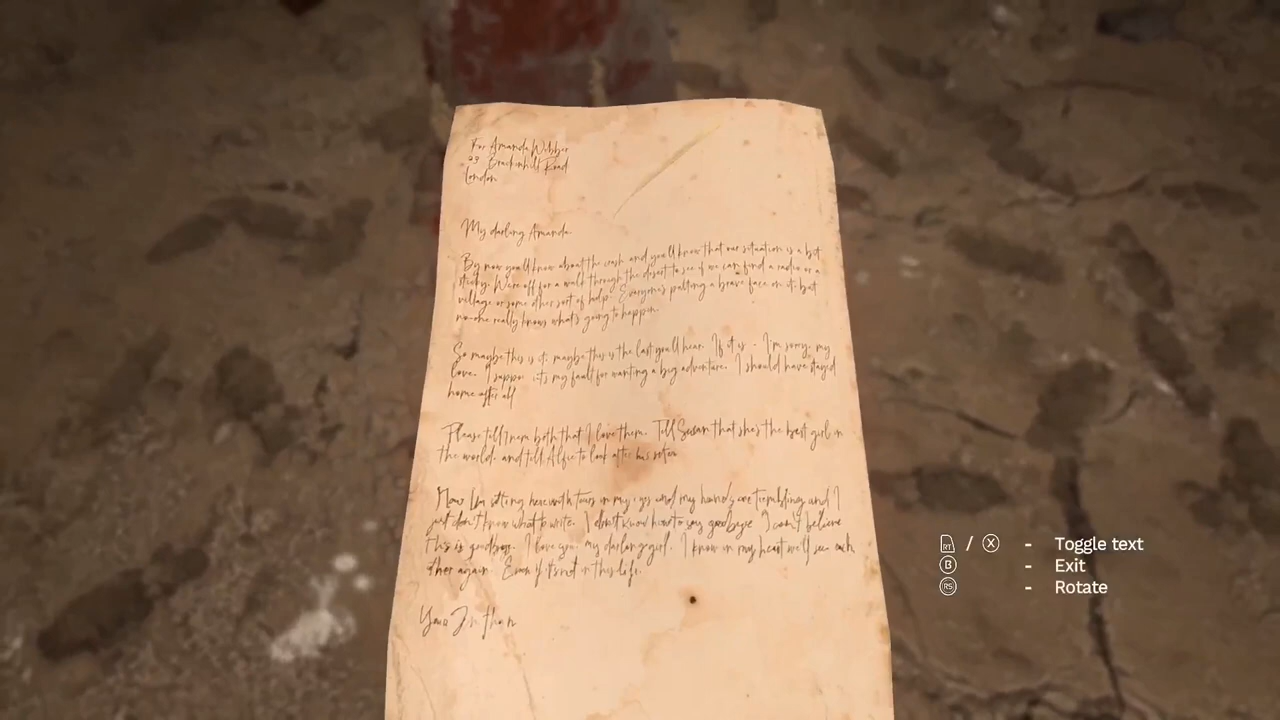 For Amanda Webber
Road
London
My darling Amanda
By now you'll know about the crash and you'll know that our situation is a bit
sticky. We're off for a walk through the desert to see if we can find a radio or a
village or some other sort of help. Everyone's putting a brave face on it, but
no-one really knows what's going to happen.
So maybe this is it, maybe this is the last you'll hear. If it is - I'm sorry, my
love. I it's my fault for wanting a big adventure. I should have stayed
home after all
Please tell them both that I love them. Tell Susan that she's the best girl in
the world, and tell Alfie to look after his sister
Now I'm sitting here with tears in my eyes and my hands are trembling and I
just don't know what to write. I don't know how to say goodbye I can't believe
this is goodbye. I love you, my darling girl. I know in my heart we'll see each
other again. Even if it's not in this life.
Your
RT / X - Toggle text
B - Exit
RS - Rotate